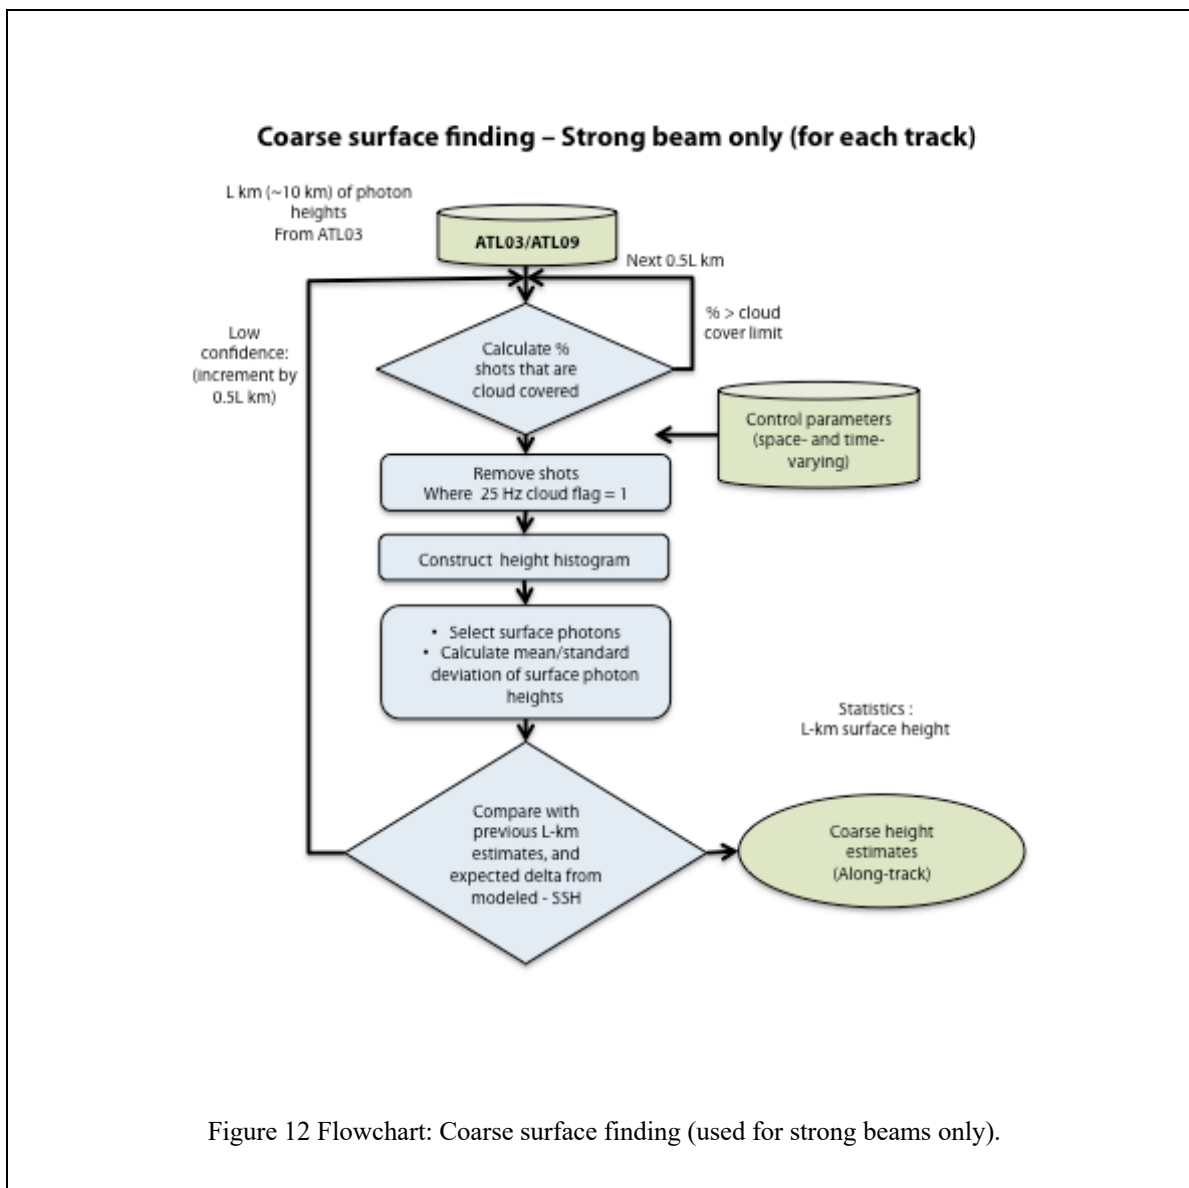 Coarse surface finding – Strong beam only (for each track)
L km (~10 km) of photon
heights
From ATL03
ATL03/ATL09
Next 0.5L km
% > cloud
cover limit
Low
confidence:
(increment by
0.5L km)
Calculate %
shots that are
cloud covered
Control parameters
(space- and time-
varying)
Remove shots
Where 25 Hz cloud flag = 1
Construct height histogram
• Select surface photons
• Calculate mean/standard
deviation of surface photon
heights
Statistics :
L-km surface height
Compare with
previous L-km
estimates, and
expected delta from
modeled - SSH
Coarse height
estimates
(Along-track)
Figure 12 Flowchart: Coarse surface finding (used for strong beams only).